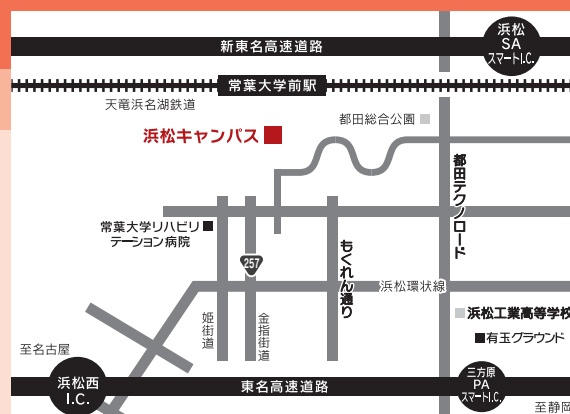 浜松
SA
スマートI.C.
新東名高速道路
常葉大学前駅
天竜浜名湖鉄道
都田総合公園
浜松キャンパス
都田テクノロード
常葉大学リハビリ
テーション病院
257
もくれん通り
浜松環状線
姫街道
金指街道
浜松工業高等学校
有玉グラウンド
至名古屋
浜松西
I.C.
東名高速道路
三方原
PA
スマートI.C.
至静岡